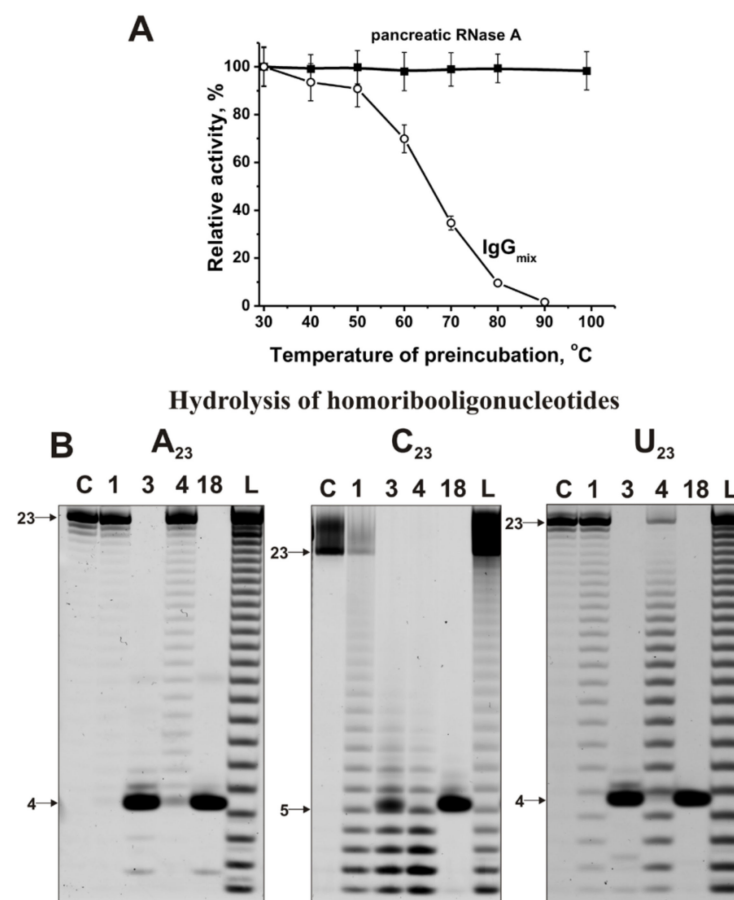 A
pancreatic RNase A
100
80
60
40
20
0
Relative activity, %
IgGmix
30 40 50 60 70 80 90 100
Temperature of preincubation, °C
Hydrolysis of homoribooligonucleotides
B
A23
C 1 3 4 18 L
23
4
C23
C 1 3 4 18 L
23
5
U23
C 1 3 4 18 L
23
4